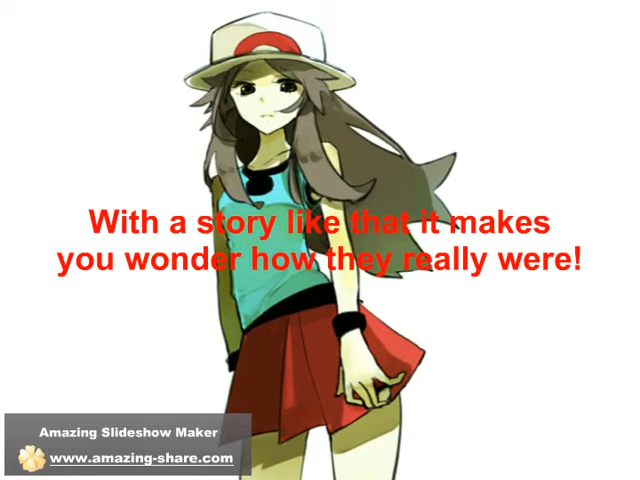 With a story like that it makes
you wonder how they really were!
Amazing Slideshow Maker
www.amazing-share.com